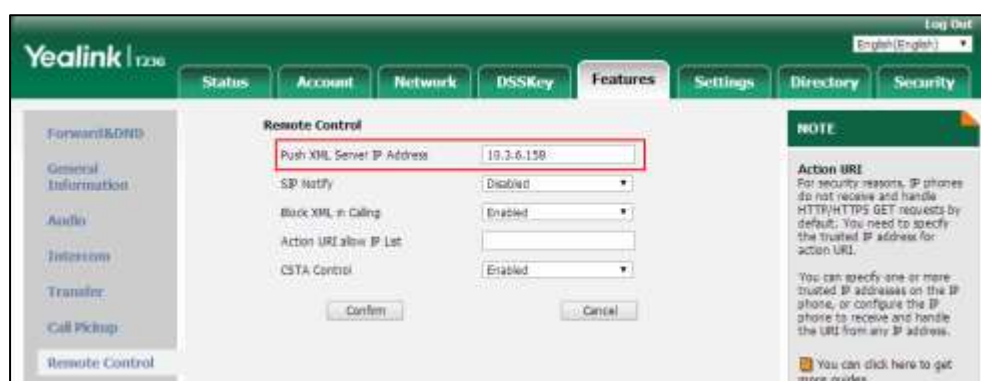 Log Out
English(English)
Yealink
Status Account Network DSSKey Features Settings Directory Security
Forward&DND
General
Information
Audio
Intercom
Transfer
Call Pickup
Remote Control
Remote Control
Push XML Server IP Address 10.3.6.158
SIP Notify Disabled
Block XML in Calling Enabled
Action URI allow IP List
CSTA Control Enabled
Confirm Cancel
NOTE
Action URI
For security reasons, IP phones
do not receive and handle
HTTP/HTTPS GET requests by
default. You need to specify
the trusted IP address for
action URI.
You can specify one or more
trusted IP addresses on the IP
phone, or configure the IP
phone to receive and handle
the URI from any IP address.
You can click here to get
more guides.